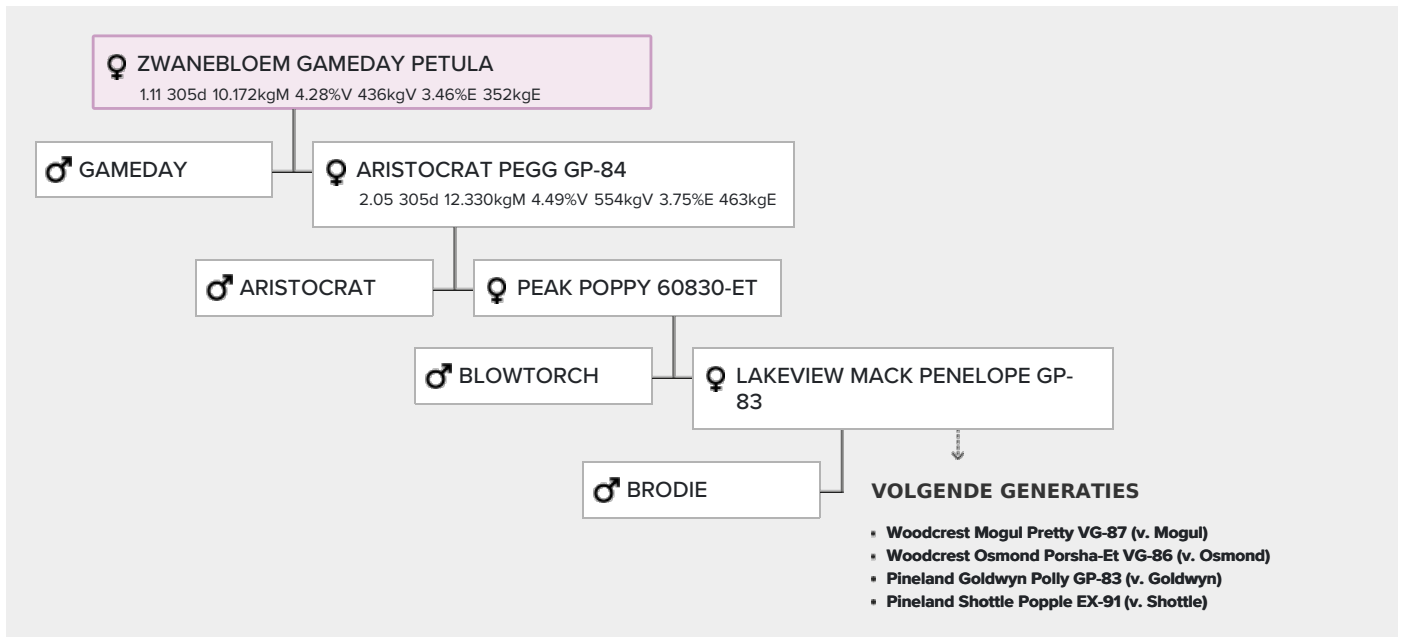 ZWANEBLOEM GAMEDAY PETULA
1.11 305d 10.172kgM 4.28%V 436kgV 3.46%E 352kgE
GAMEDAY
ARISTOCRAT PEGG GP-84
2.05 305d 12.330kgM 4.49%V 554kgV 3.75%E 463kgE
ARISTOCRAT
PEAK POPPY 60830-ET
BLOWTORCH
LAKEVIEW MACK PENELOPE GP-
83
BRODIE
VOLGENDE GENERATIES
Woodcrest Mogul Pretty VG-87 (v. Mogul)
Woodcrest Osmond Porsha-Et VG-86 (v. Osmond)
Pineland Goldwyn Polly GP-83 (v. Goldwyn)
Pineland Shottle Popple EX-91 (v. Shottle)